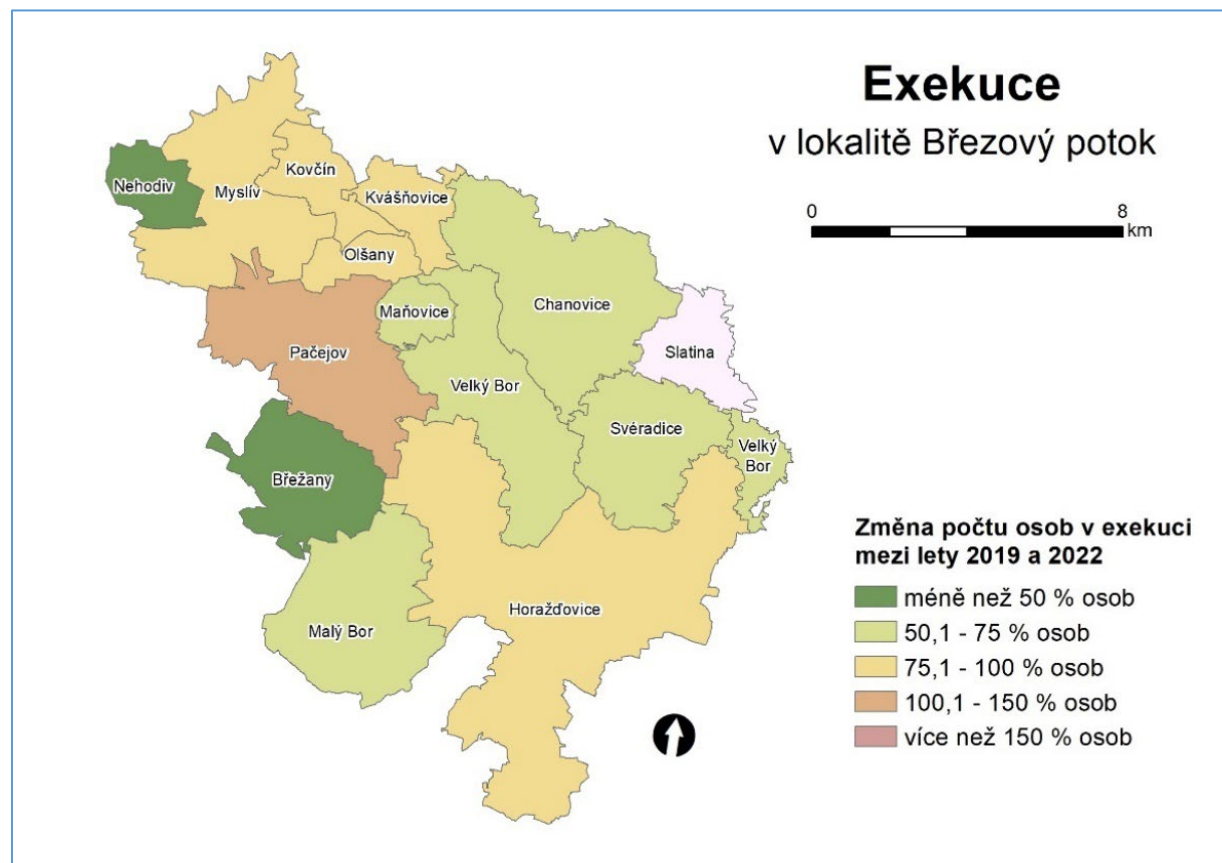 Exekuce
v lokalitě Březový potok
0 8
km
Nehodiv
Myslív
Kovčín
Kvášňovice
Olšany
Maňovice
Chanovice
Pačejov
Velký Bor
Slatina
Svéradice
Velký
Bor
Břežany
Horažďovice
Malý Bor
Změna počtu osob v exekuci
mezi lety 2019 a 2022
méně než 50 % osob
50,1 - 75 % osob
75,1 - 100 % osob
100,1 - 150 % osob
více než 150 % osob